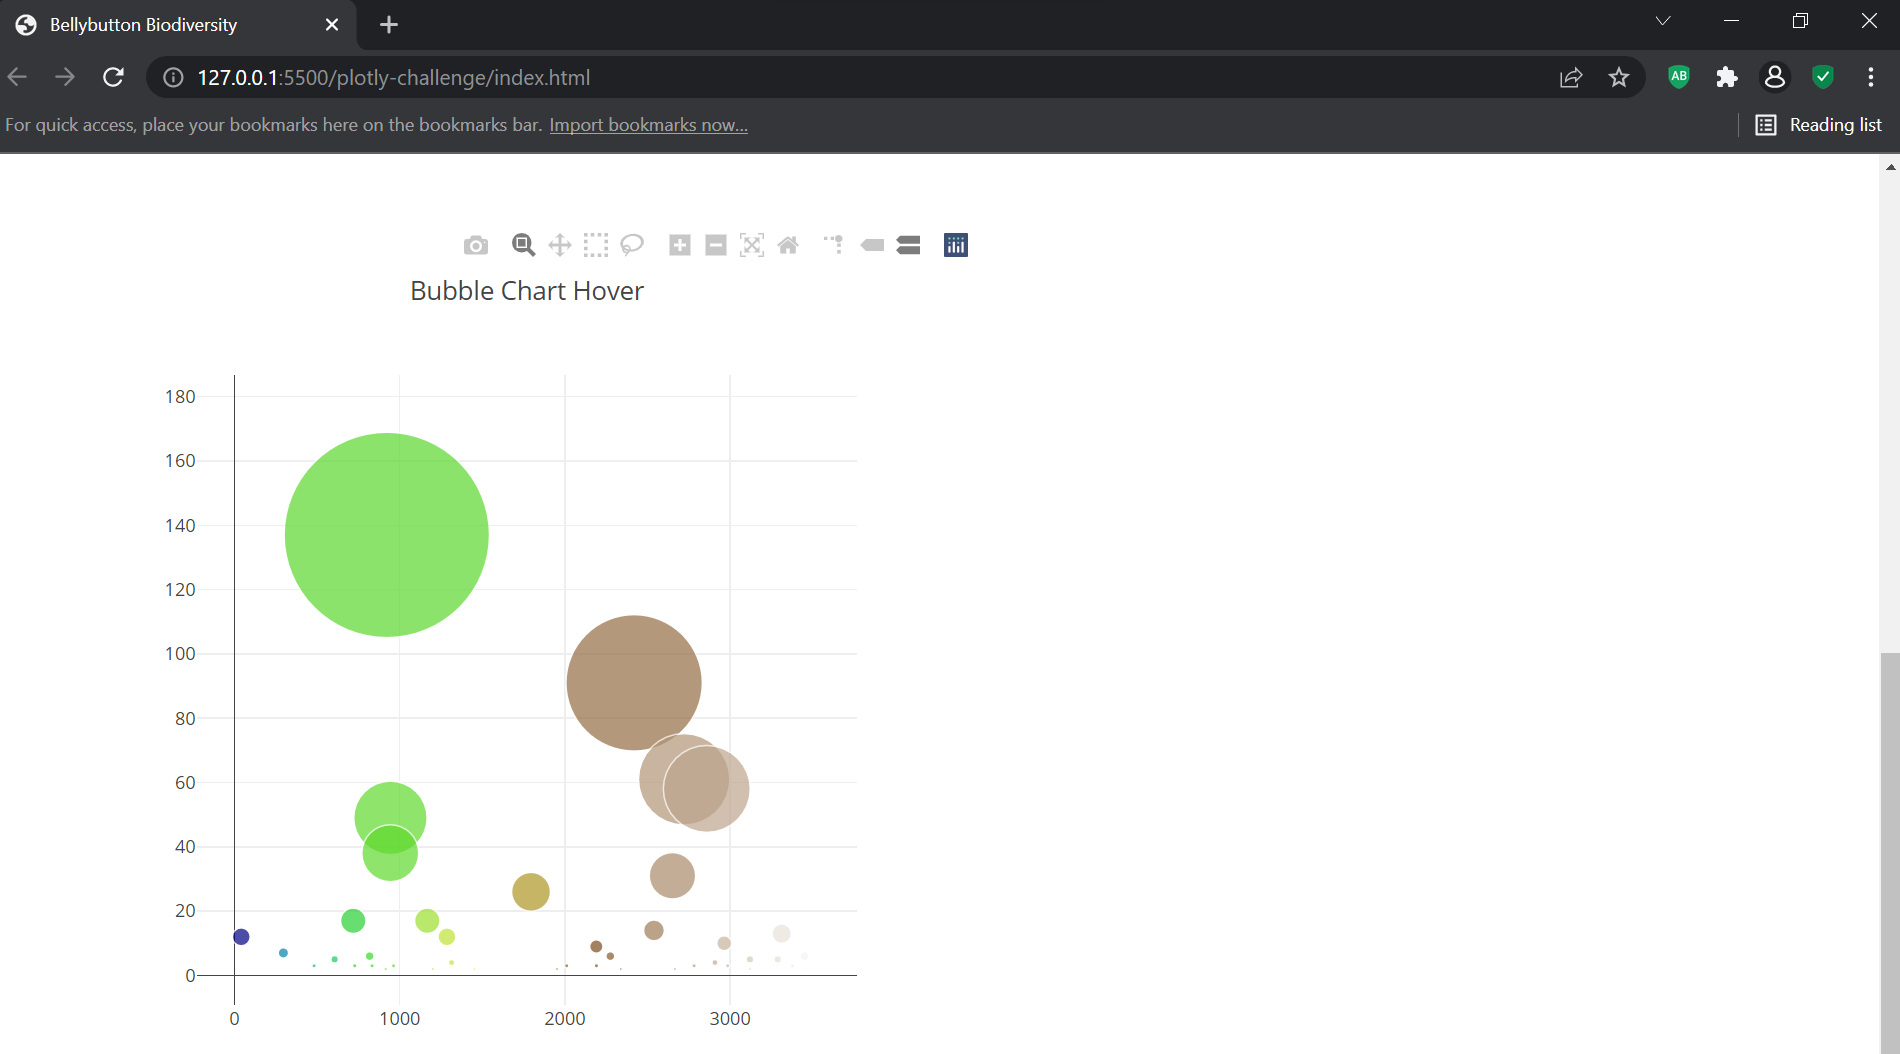 Bellybutton Biodiversity
127.0.0.1:5500/plotly-challenge/index.html
AB
For quick access, place your bookmarks here on the bookmarks bar. Import bookmarks now...
Reading list
Bubble Chart Hover
180
160
140
120
100
80
60
40
20
0
0 1000 2000 3000